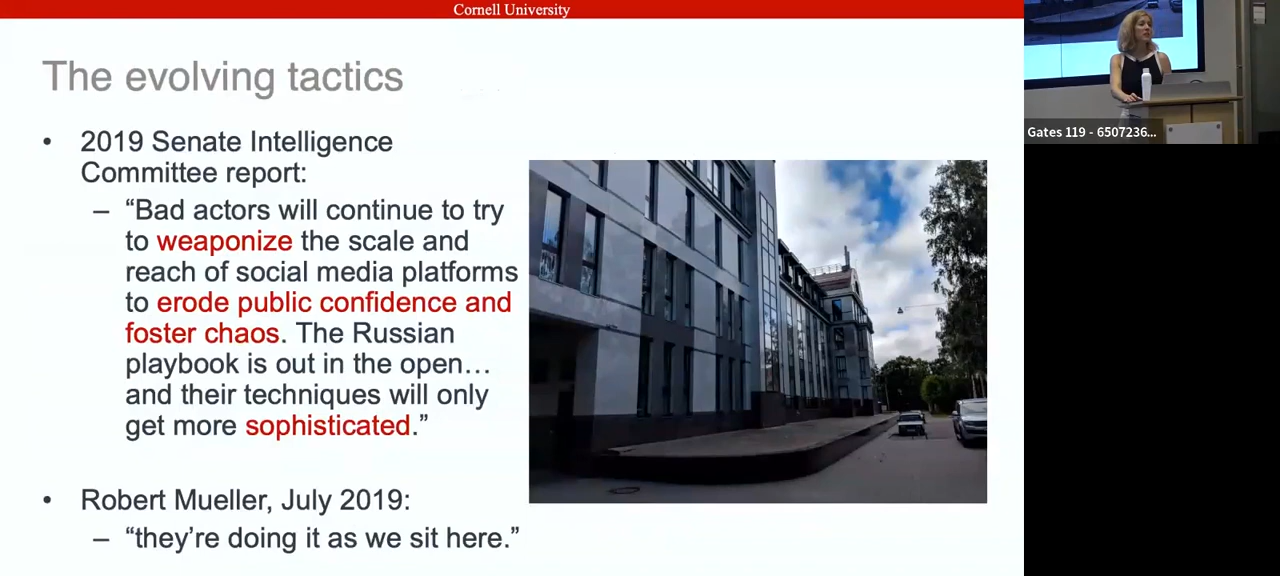 Cornell University
The evolving tactics
• 2019 Senate Intelligence
Committee report:
– “Bad actors will continue to try
to weaponize the scale and
reach of social media platforms
to erode public confidence and
foster chaos. The Russian
playbook is out in the open…
and their techniques will only
get more sophisticated.”
• Robert Mueller, July 2019:
– “they’re doing it as we sit here.”
Gates 119 - 6507236...